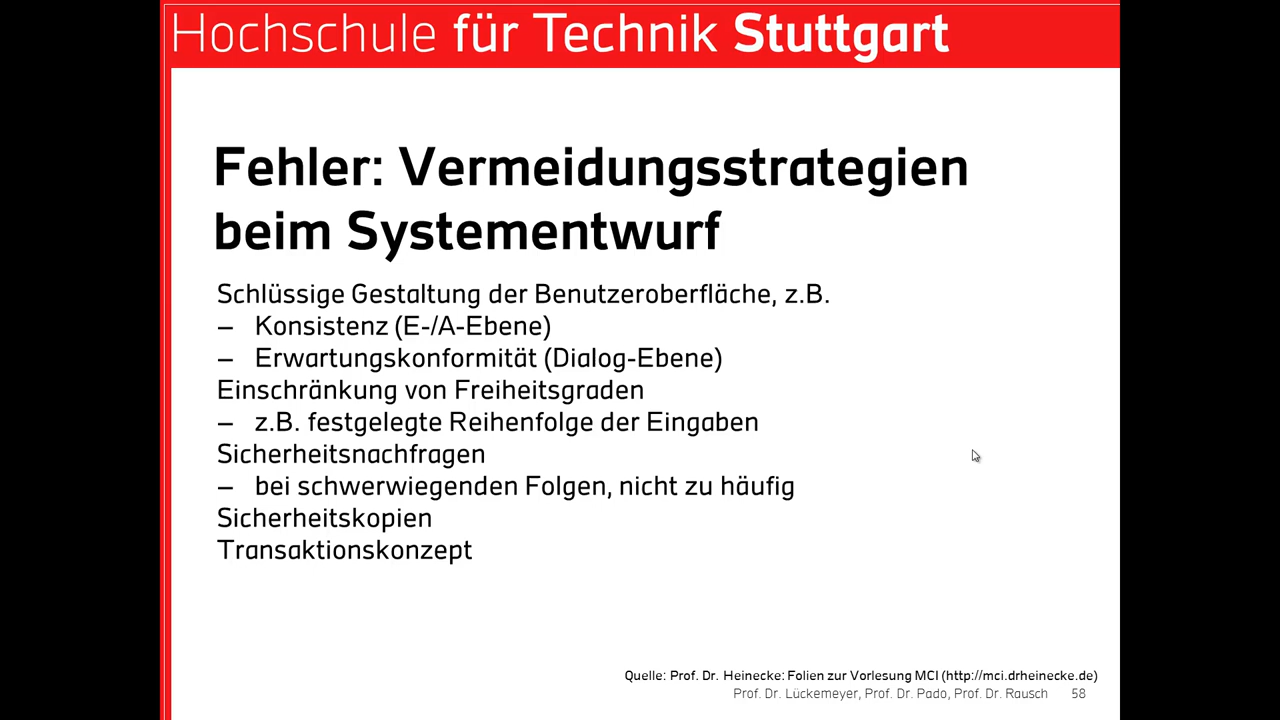 Hochschule für Technik Stuttgart
Fehler: Vermeidungsstrategien
beim Systementwurf
Schlüssige Gestaltung der Benutzeroberfläche, z.B.
– Konsistenz (E-/A-Ebene)
– Erwartungskonformität (Dialog-Ebene)
Einschränkung von Freiheitsgraden
– z.B. festgelegte Reihenfolge der Eingaben
Sicherheitsnachfragen
– bei schwerwiegenden Folgen, nicht zu häufig
Sicherheitskopien
Transaktionskonzept
Quelle: Prof. Dr. Heinecke: Folien zur Vorlesung MCI (http://mci.drheinecke.de)
Prof. Dr. Lückemeyer, Prof. Dr. Pado, Prof. Dr. Rausch 58